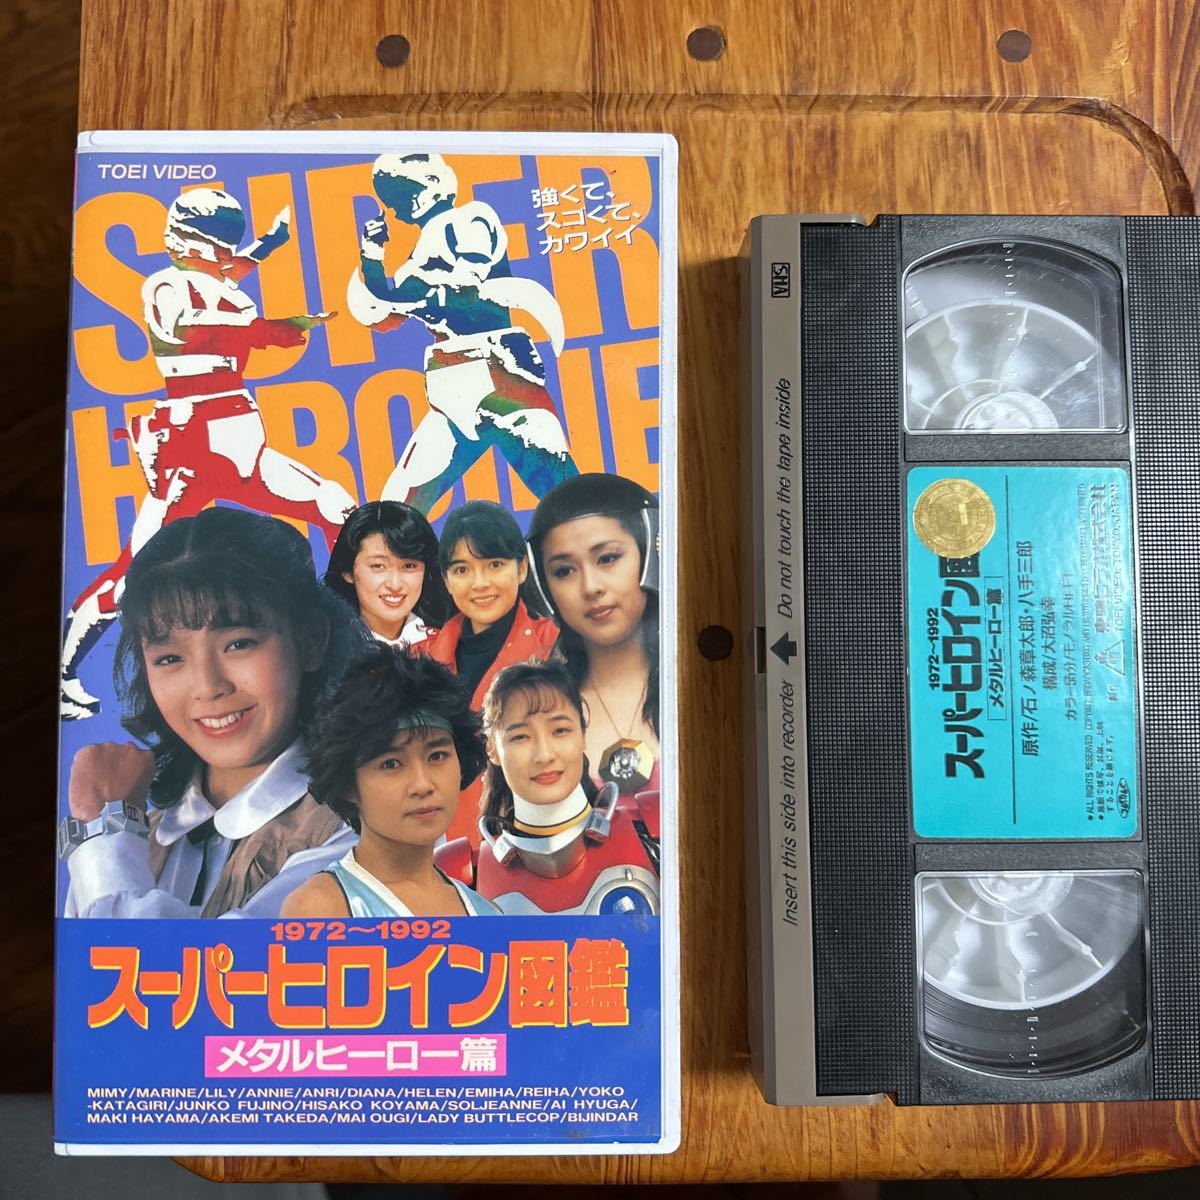 TOEI VIDEO
SUPER
HEROINE
強くて、
スゴくて、
カワイイ
1972〜1992
スーパーヒロイン図鑑
メタルヒーロー篇
MIMY/MARINE/LILY/ANNIE/ANRI/DIANA/HELEN/EMIHA/REIHA/YOKO
-KATAGIRI/JUNKO FUJINO/HISAKO KOYAMA/SOLJEANNE/AI HYUGA/
MAKI HAYAMA/AKEMI TAKEDA/MAI OUGI/LADY BUTTLECOP/BIJINDAR
VHS
Insert this side into recorder Do not touch the tape inside
1972〜1992
スーパーヒロイン図
メタルヒーロー篇
原作/石ノ森章太郎・八手三郎
構成/大沼弘幸
TOEI VIDEO, TOKYO, JAPAN